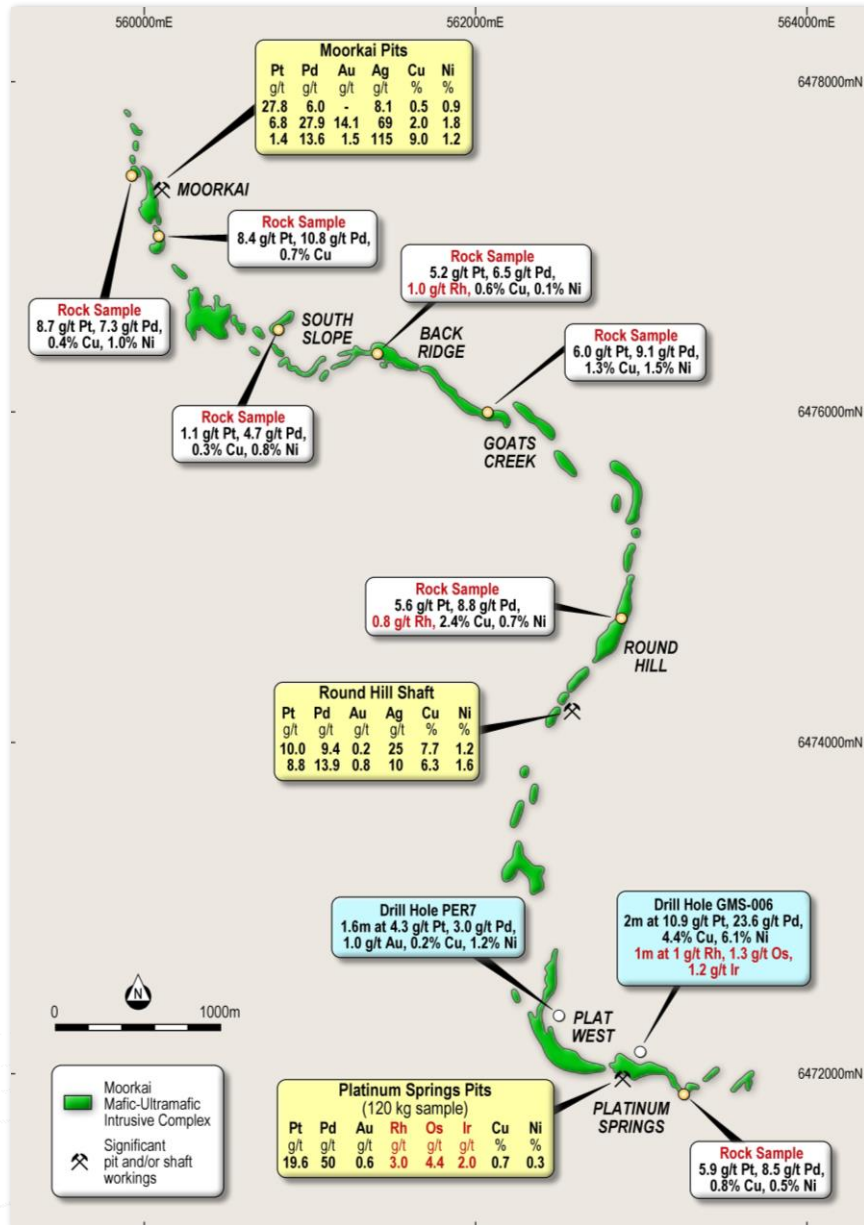 560000mE
562000mE
564000mE
Moorkai Pits
Pt Pd Au Ag Cu Ni
g/t g/t g/t g/t % %
27.8 6.0 - 8.1 0.5 0.9
6.8 27.9 14.1 69 2.0 1.8
1.4 13.6 1.5 115 9.0 1.2
6478000mN
MOORKAI
Rock Sample
8.4 g/t Pt, 10.8 g/t Pd,
0.7% Cu
Rock Sample
8.7 g/t Pt, 7.3 g/t Pd,
0.4% Cu, 1.0% Ni
Rock Sample
5.2 g/t Pt, 6.5 g/t Pd,
1.0 g/t Rh, 0.6% Cu, 0.1% Ni
SOUTH
SLOPE
BACK
RIDGE
Rock Sample
6.0 g/t Pt, 9.1 g/t Pd,
1.3% Cu, 1.5% Ni
Rock Sample
1.1 g/t Pt, 4.7 g/t Pd,
0.3% Cu, 0.8% Ni
6476000mN
GOATS
CREEK
Rock Sample
5.6 g/t Pt, 8.8 g/t Pd,
0.8 g/t Rh, 2.4% Cu, 0.7% Ni
ROUND
HILL
Round Hill Shaft
Pt Pd Au Ag Cu Ni
g/t g/t g/t g/t % %
10.0 9.4 0.2 25 7.7 1.2
8.8 13.9 0.8 10 6.3 1.6
6474000mN
Drill Hole PER7
1.6m at 4.3 g/t Pt, 3.0 g/t Pd,
1.0 g/t Au, 0.2% Cu, 1.2% Ni
Drill Hole GMS-006
2m at 10.9 g/t Pt, 23.6 g/t Pd,
4.4% Cu, 6.1% Ni
1m at 1 g/t Rh, 1.3 g/t Os,
1.2 g/t Ir
N
0 1000m
PLAT
WEST
6472000mN
Moorkai
Mafic-Ultramafic
Intrusive Complex
Significant
pit and/or shaft
workings
Platinum Springs Pits
(120 kg sample)
Pt Pd Au Rh Os Ir Cu Ni
g/t g/t g/t g/t g/t g/t % %
19.6 50 0.6 3.0 4.4 2.0 0.7 0.3
PLATINUM
SPRINGS
Rock Sample
5.9 g/t Pt, 8.5 g/t Pd,
0.8% Cu, 0.5% Ni